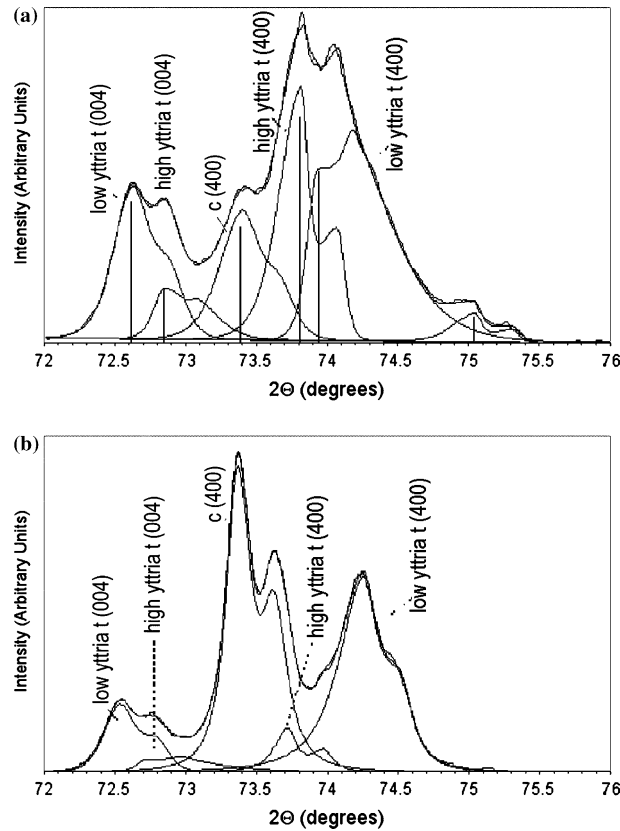 (a)
Intensity (Arbitrary Units)
low yttria t (004)
high yttria t (004)
c (400)
high yttria t (400)
low yttria t (400)
72 72.5 73 73.5 74 74.5 75 75.5 76
2Θ (degrees)
(b)
Intensity (Arbitrary Units)
low yttria t (004)
high yttria t (004)
c (400)
high yttria t (400)
low yttria t (400)
72 72.5 73 73.5 74 74.5 75 75.5 76
2Θ (degrees)